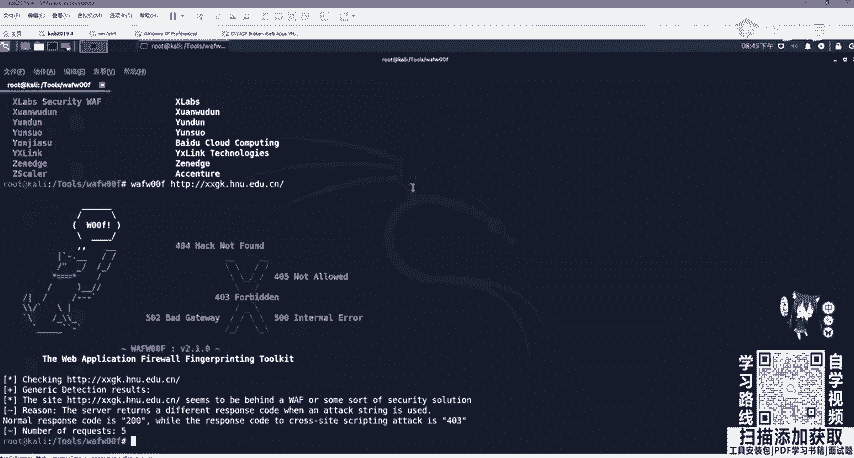 root@kali: /Tools/wafw00f
08:45 下午
root@kali:/Tools/wafw00f
文件(F) 动作(A) 编辑(E) 查看(V) 帮助(H)
root@kali: /Tools/wafw00f
XLabs Security WAF XLabs
Xuanwudun Xuanwudun
Yundun Yundun
Yunsuo Yunsuo
Yunjiasu Baidu Cloud Computing
YXLink YxLink Technologies
Zenedge Zenedge
ZScaler Accenture
root@kali:/Tools/wafw00f# wafw00f http://xxgk.hnu.edu.cn/
( W00f! )
404 Hack Not Found
405 Not Allowed
403 Forbidden
502 Bad Gateway 500 Internal Error
~ WAFW00F : v2.1.0 ~
The Web Application Firewall Fingerprinting Toolkit
[*] Checking http://xxgk.hnu.edu.cn/
[+] Generic Detection results:
[*] The site http://xxgk.hnu.edu.cn/ seems to be behind a WAF or some sort of security solution
[~] Reason: The server returns a different response code when an attack string is used.
Normal response code is "200", while the response code to cross-site scripting attack is "403"
[~] Number of requests: 5
root@kali:/Tools/wafw00f#
学习路线
自学视频
扫描添加获取
工具安装包|PDF学习书籍|面试题